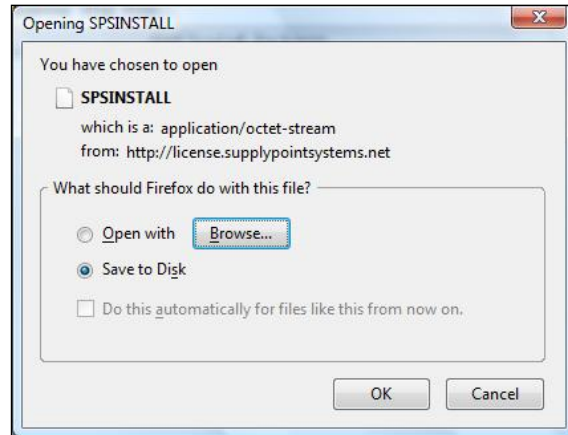 Opening SPSINSTALL
You have chosen to open
SPSINSTALL
which is a: application/octet-stream
from: http://license.supplypointsystems.net
What should Firefox do with this file?
Open with Browse...
Save to Disk
Do this automatically for files like this from now on.
OK Cancel